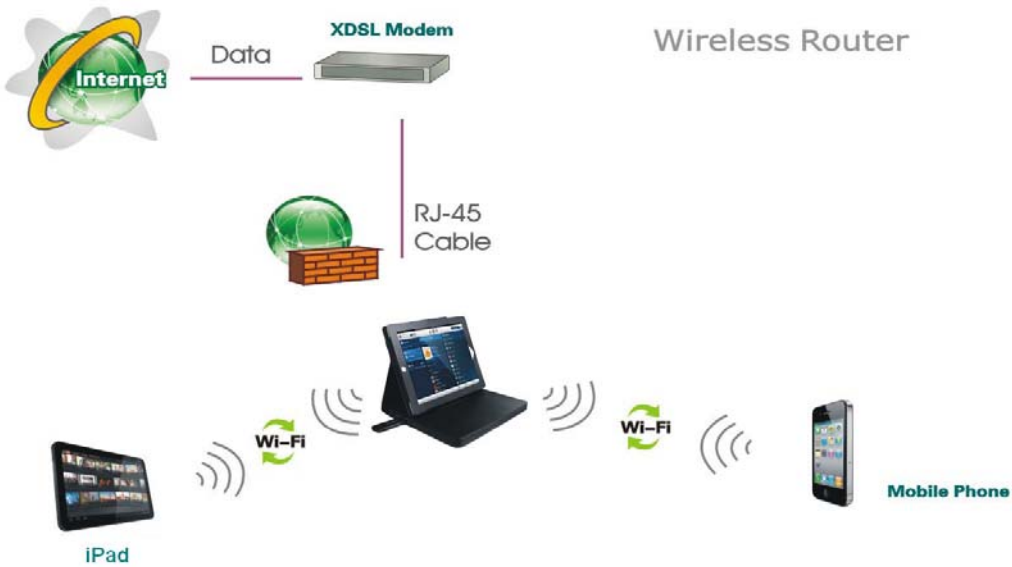 XDSL Modem
Wireless Router
Data
Internet
RJ-45
Cable
Wi-Fi
Wi-Fi
Mobile Phone
iPad